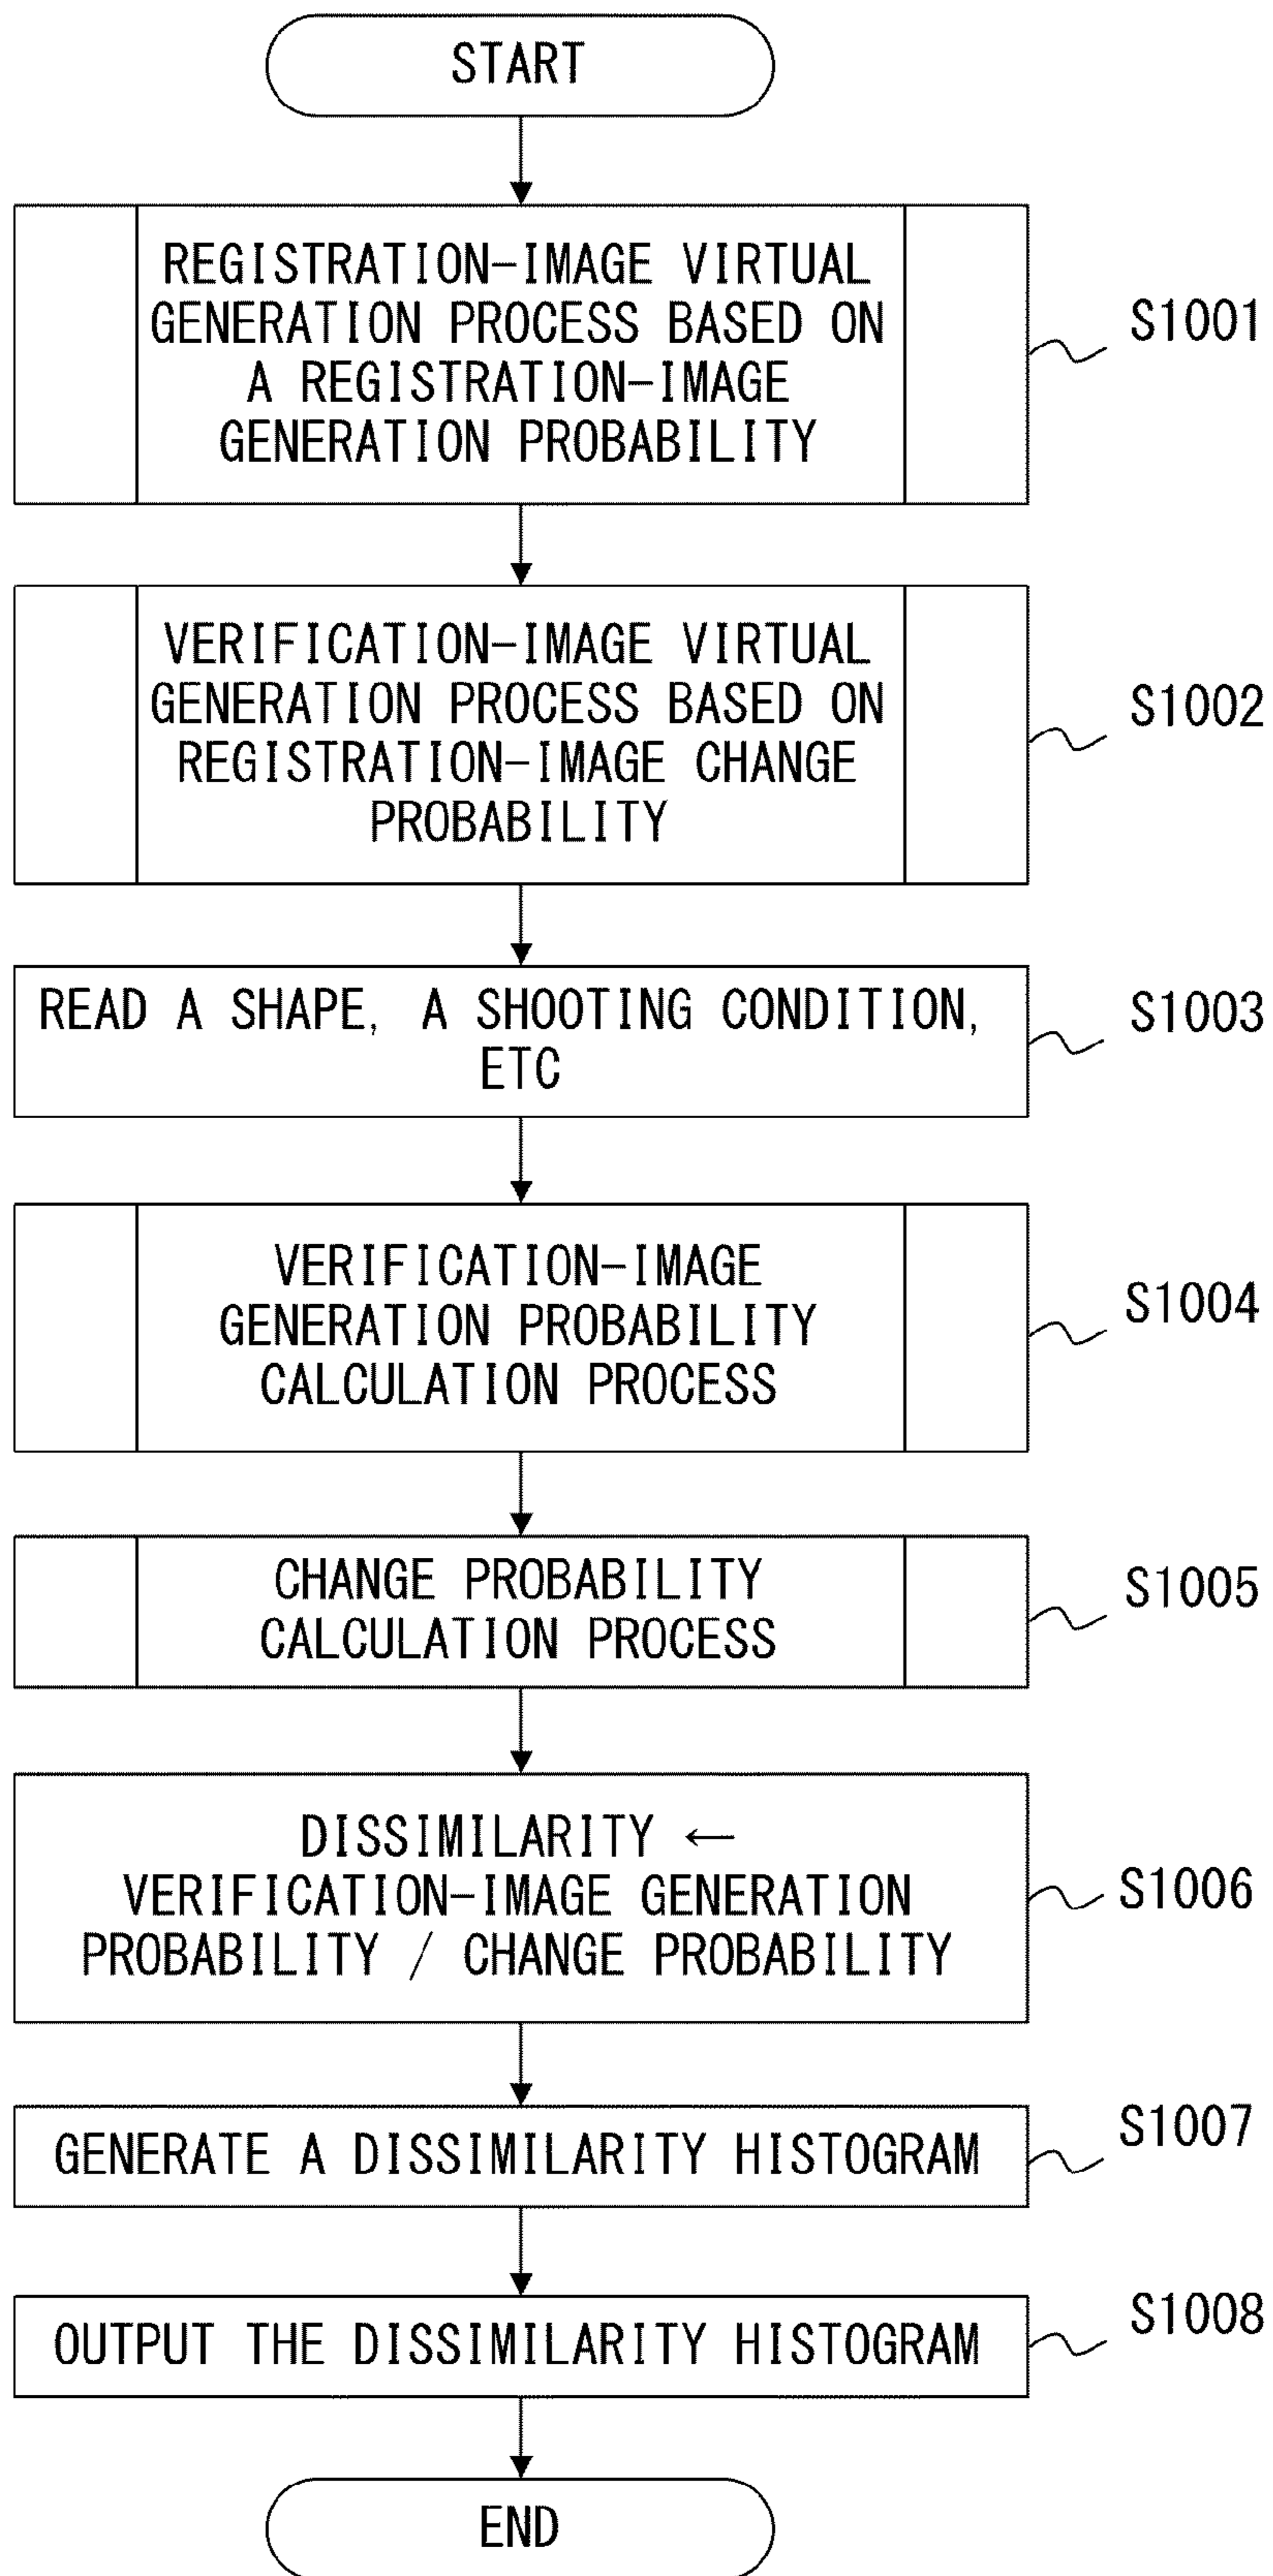 START
REGISTRATION-IMAGE VIRTUAL
GENERATION PROCESS BASED ON
A REGISTRATION-IMAGE
GENERATION PROBABILITY
S1001
VERIFICATION-IMAGE VIRTUAL
GENERATION PROCESS BASED ON
REGISTRATION-IMAGE CHANGE
PROBABILITY
S1002
READ A SHAPE, A SHOOTING CONDITION,
ETC
S1003
VERIFICATION-IMAGE
GENERATION PROBABILITY
CALCULATION PROCESS
S1004
CHANGE PROBABILITY
CALCULATION PROCESS
S1005
DISSIMILARITY ←
VERIFICATION-IMAGE GENERATION
PROBABILITY / CHANGE PROBABILITY
S1006
GENERATE A DISSIMILARITY HISTOGRAM
S1007
OUTPUT THE DISSIMILARITY HISTOGRAM
S1008
END